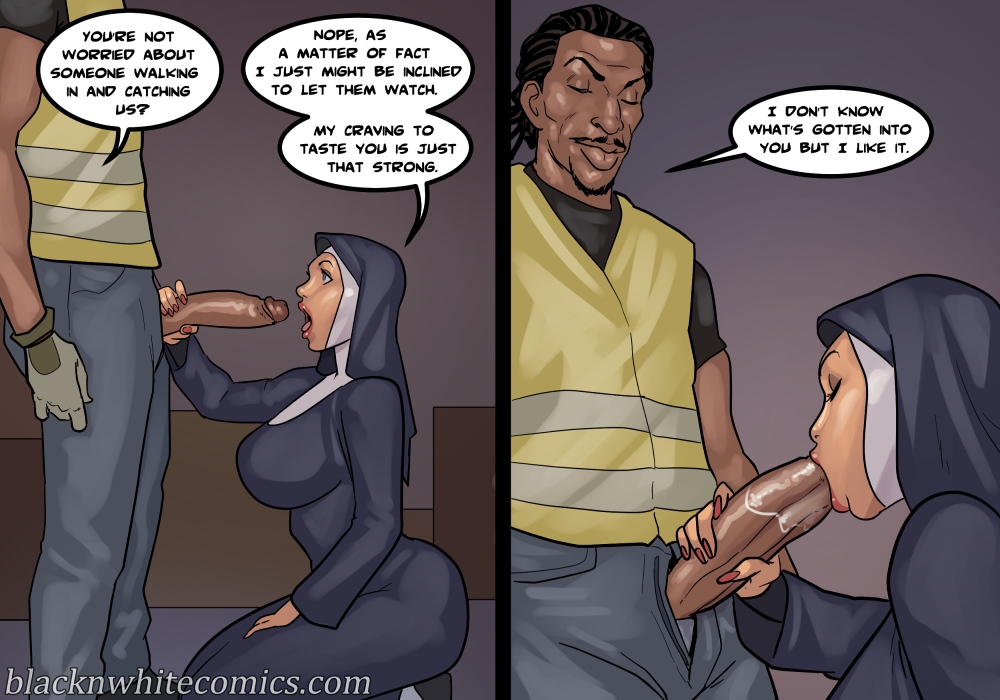 YOU'RE NOT
WORRIED ABOUT
SOMEONE WALKING
IN AND CATCHING
US?
NOPE, AS
A MATTER OF FACT
I JUST MIGHT BE INCLINED
TO LET THEM WATCH.
MY CRAVING TO
TASTE YOU IS JUST
THAT STRONG.
I DON'T KNOW
WHAT'S GOTTEN INTO
YOU BUT I LIKE IT.
blacknwhitecomics.com